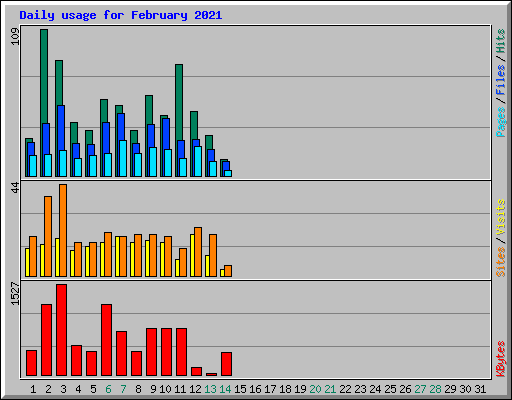 Daily usage for February 2021
109
Pages/Files/Hits
44
Sites/Visits
1527
KBytes
1 2 3 4 5 6 7 8 9 10 11 12 13 14 15 16 17 18 19 20 21 22 23 24 25 26 27 28 29 30 31